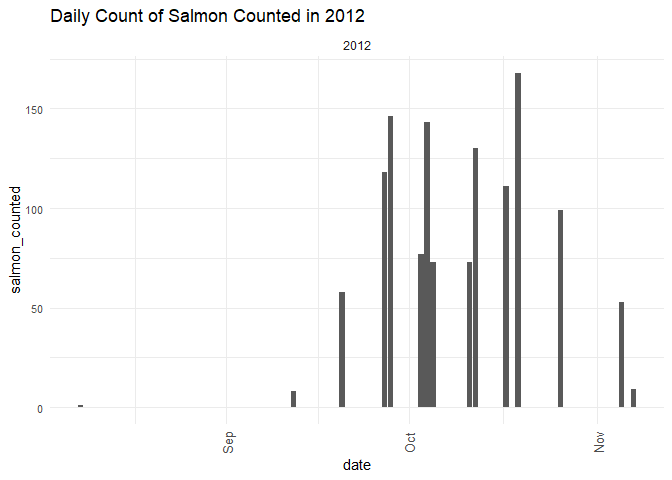 Daily Count of Salmon Counted in 2012
2012
salmon_counted
150
100
50
0
Sep
Oct
Nov
date